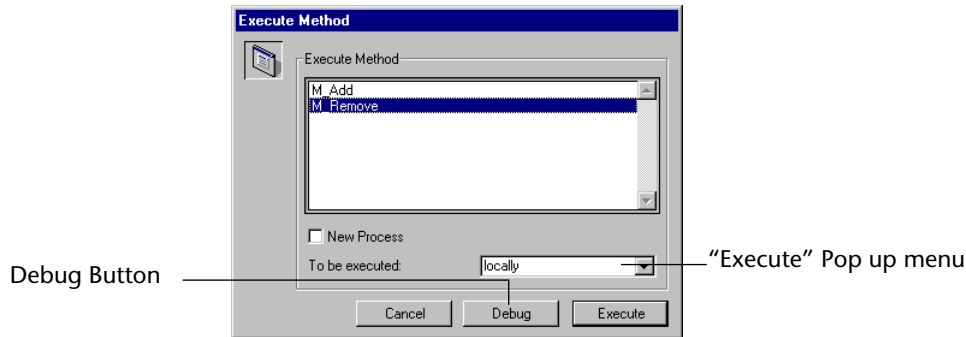 Execute Method
Execute Method
M_Add
M_Remove
New Process
To be executed:
locally
"Execute" Pop up menu
Debug Button
Cancel
Debug
Execute